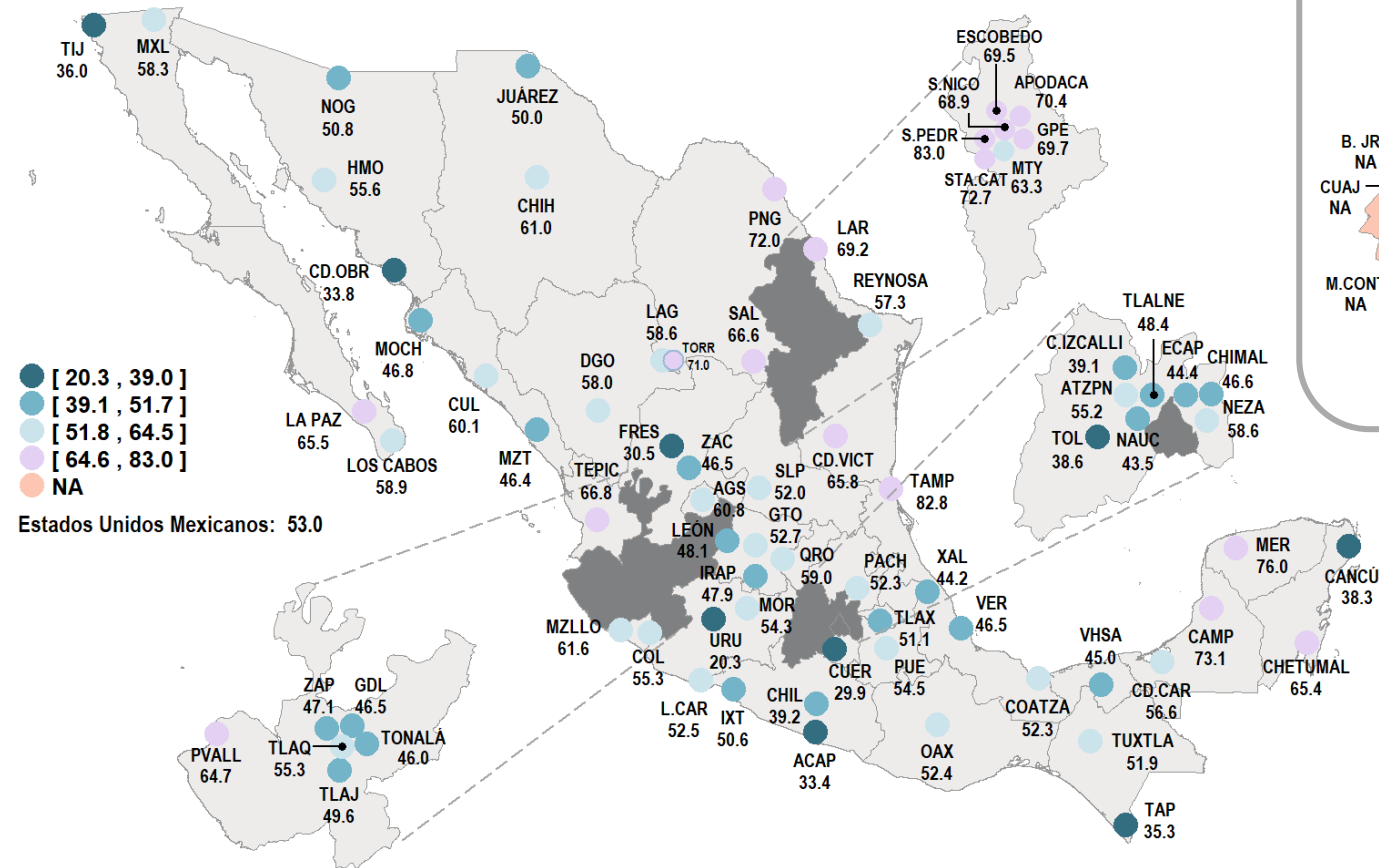 TIJ
36.0
MXL
58.3
NOG
50.8
HMO
55.6
JUÁREZ
50.0
CHIH
61.0
CD.OBR
33.8
MOCH
46.8
LA PAZ
65.5
LOS CABOS
58.9
CUL
60.1
MZT
46.4
DGO
58.0
LAG
58.6
TORR
71.0
SAL
66.6
PNG
72.0
LAR
69.2
REYNOSA
57.3
ESCOBEDO
69.5
S.NICO
68.9
APODACA
70.4
S.PEDR
83.0
GPE
69.7
MTY
63.3
STA.CAT
72.7
B. JR
NA
CUAJ
NA
M.CONT
NA
[ 20.3 , 39.0 ]
[ 39.1 , 51.7 ]
[ 51.8 , 64.5 ]
[ 64.6 , 83.0 ]
NA
Estados Unidos Mexicanos: 53.0
FRES
30.5
ZAC
46.5
TEPIC
66.8
AGS
60.8
SLP
52.0
GTO
52.7
CD.VICT
65.8
TAMP
82.8
LEÓN
48.1
IRAP
47.9
QRO
59.0
PACH
52.3
XAL
44.2
VER
46.5
MZLLO
61.6
COL
55.3
URU
20.3
MOR
54.3
TLAX
51.1
CUER
29.9
PUE
54.5
L.CAR
52.5
IXT
50.6
CHIL
39.2
ACAP
33.4
OAX
52.4
COATZA
52.3
VHSA
45.0
CD.CAR
56.6
TUXTLA
51.9
TAP
35.3
CAMP
73.1
MER
76.0
CANCÚ
38.3
CHETUMAL
65.4
TLALNE
48.4
C.IZCALLI
39.1
ECAP
44.4
CHIMAL
46.6
ATZPN
55.2
NEZA
58.6
TOL
38.6
NAUC
43.5
ZAP
47.1
GDL
46.5
PVALL
64.7
TLAQ
55.3
TONALÁ
46.0
TLAJ
49.6